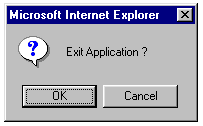 Microsoft Internet Explorer
Exit Application ?
OK
Cancel